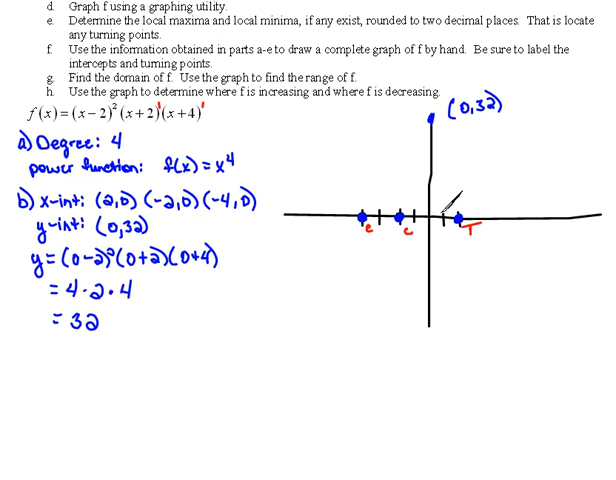 d. Graph f using a graphing utility.
e. Determine the local maxima and local minima, if any exist, rounded to two decimal places. That is locate
any turning points.
f. Use the information obtained in parts a-e to draw a complete graph of f by hand. Be sure to label the
intercepts and turning points.
g. Find the domain of f. Use the graph to find the range of f.
h. Use the graph to determine where f is increasing and where f is decreasing.
f(x)=(x−2)²(x+2)¹(x+4)¹
(0,32)
a) Degree: 4
power function: f(x)=x⁴
b) x-int: (2,0) (-2,0) (-4,0)
y-int: (0,32)
y=(0-2)²(0+2)(0+4)
= 4·2·4
= 32
c c T